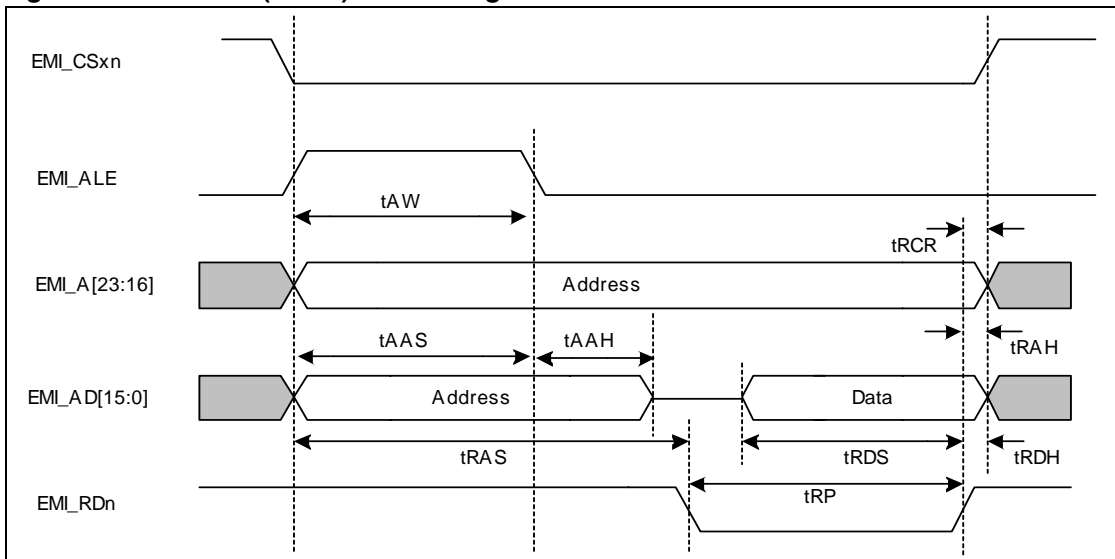 EMI_CSxn
EMI_ALE
tAW
tRCR
EMI_A[23:16]
Address
tAAS
tAAH
tRAH
EMI_AD[15:0]
Address
Data
tRAS
tRDS
tRDH
tRP
EMI_RDn